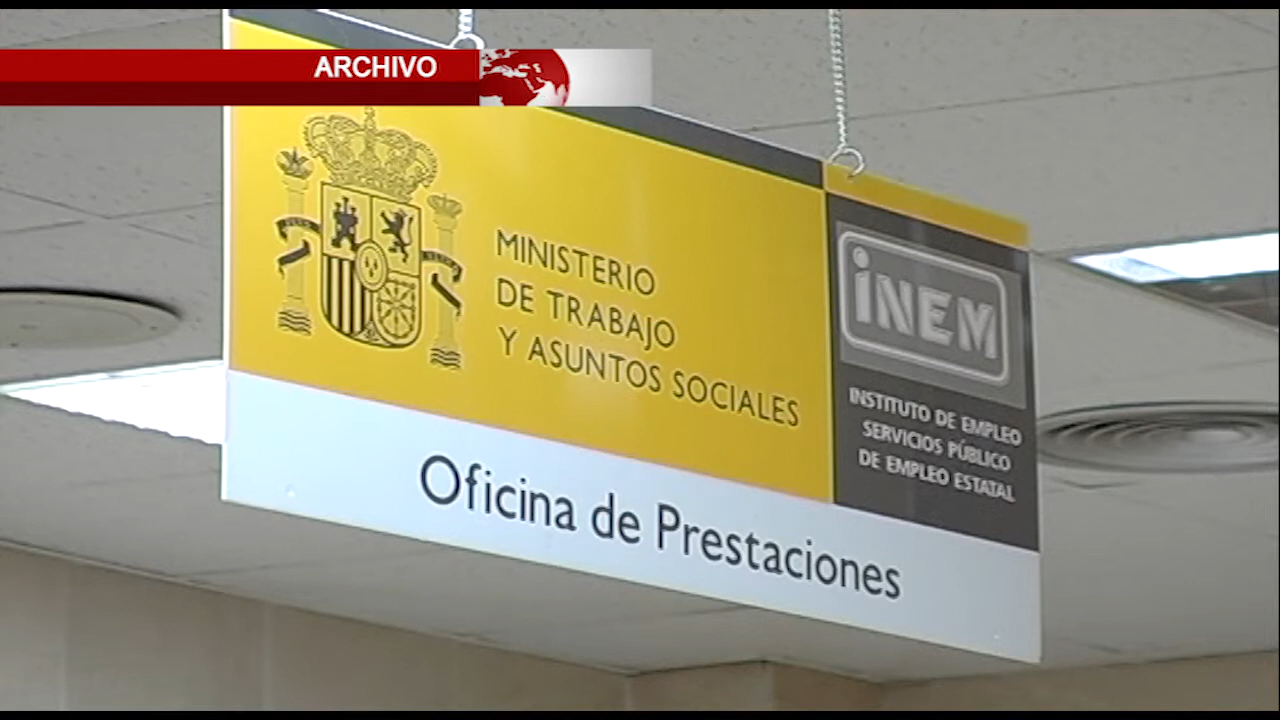 ARCHIVO
MINISTERIO
DE TRABAJO
Y ASUNTOS SOCIALES
iNEM
INSTITUTO DE EMPLEO
SERVICIOS PÚBLICO
DE EMPLEO ESTATAL
Oficina de Prestaciones